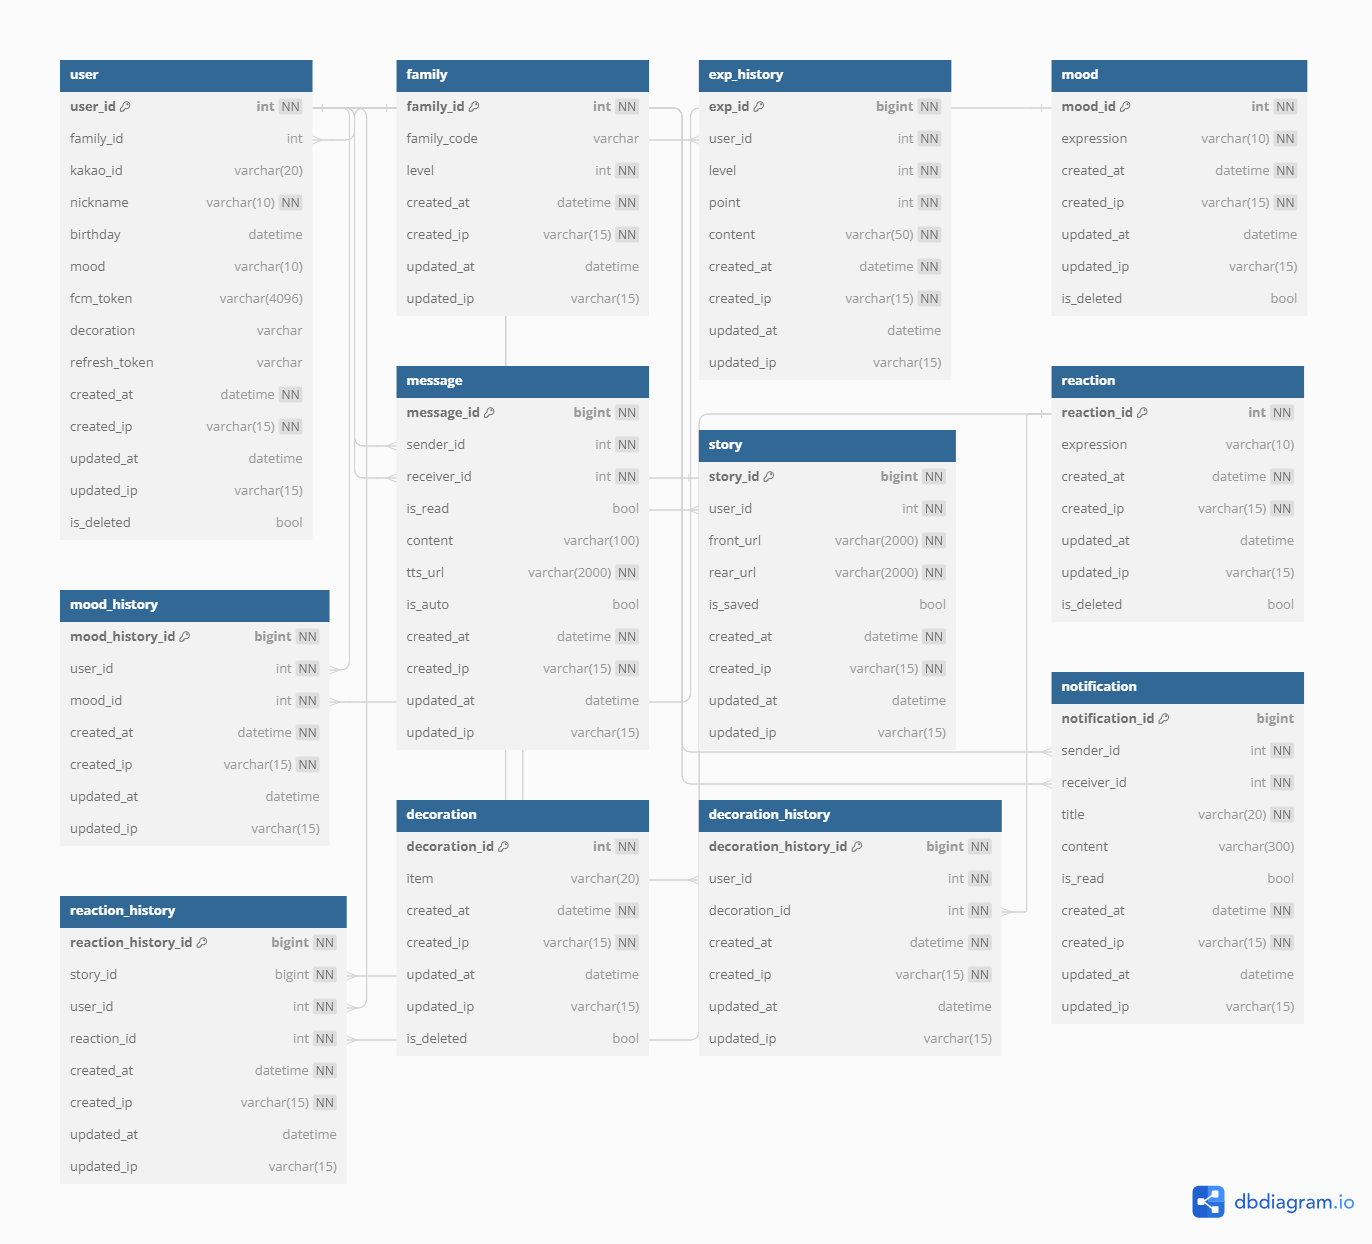 user
user_id int NN
family_id int
kakao_id varchar(20)
nickname varchar(10) NN
birthday datetime
mood varchar(10)
fcm_token varchar(4096)
decoration varchar
refresh_token varchar
created_at datetime NN
created_ip varchar(15) NN
updated_at datetime
updated_ip varchar(15)
is_deleted bool
family
family_id int NN
family_code varchar
level int NN
created_at datetime NN
created_ip varchar(15) NN
updated_at datetime
updated_ip varchar(15)
exp_history
exp_id bigint NN
user_id int NN
level int NN
point int NN
content varchar(50) NN
created_at datetime NN
created_ip varchar(15) NN
updated_at datetime
updated_ip varchar(15)
mood
mood_id int NN
expression varchar(10) NN
created_at datetime NN
created_ip varchar(15) NN
updated_at datetime
updated_ip varchar(15)
is_deleted bool
message
message_id bigint NN
sender_id int NN
receiver_id int NN
is_read bool
content varchar(100)
tts_url varchar(2000) NN
is_auto bool
created_at datetime NN
created_ip varchar(15) NN
updated_at datetime
updated_ip varchar(15)
story
story_id bigint NN
user_id int NN
front_url varchar(2000) NN
rear_url varchar(2000) NN
is_saved bool
created_at datetime NN
created_ip varchar(15) NN
updated_at datetime
updated_ip varchar(15)
reaction
reaction_id int NN
expression varchar(10)
created_at datetime NN
created_ip varchar(15) NN
updated_at datetime
updated_ip varchar(15)
is_deleted bool
mood_history
mood_history_id bigint NN
user_id int NN
mood_id int NN
created_at datetime NN
created_ip varchar(15) NN
updated_at datetime
updated_ip varchar(15)
notification
notification_id bigint
sender_id int NN
receiver_id int NN
title varchar(20) NN
content varchar(300)
is_read bool
created_at datetime NN
created_ip varchar(15) NN
updated_at datetime
updated_ip varchar(15)
decoration
decoration_id int NN
item varchar(20)
created_at datetime NN
created_ip varchar(15) NN
updated_at datetime
updated_ip varchar(15)
is_deleted bool
decoration_history
decoration_history_id bigint NN
user_id int NN
decoration_id int NN
created_at datetime NN
created_ip varchar(15) NN
updated_at datetime
updated_ip varchar(15)
reaction_history
reaction_history_id bigint NN
story_id bigint NN
user_id int NN
reaction_id int NN
created_at datetime NN
created_ip varchar(15) NN
updated_at datetime
updated_ip varchar(15)
dbdiagram.io